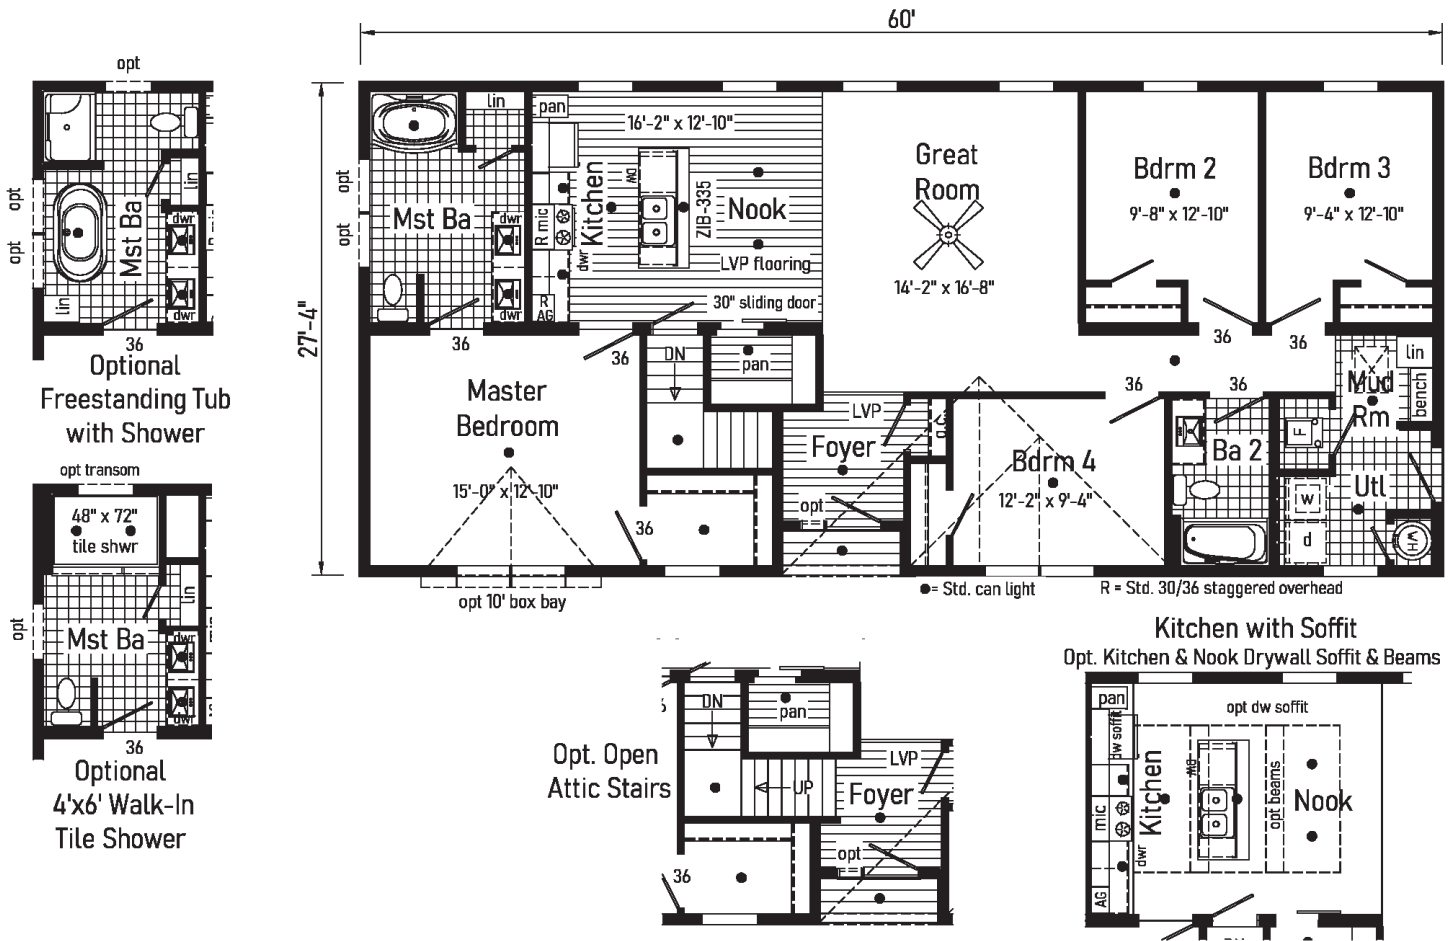 60'
27'-4"
opt
opt
opt
lin
Mst Ba
dwr
dwr
lin
36
Optional
Freestanding Tub
with Shower
opt transom
48" x 72"
tile shwr
opt
lin
Mst Ba
dwr
dwr
36
Optional
4'x6' Walk-In
Tile Shower
opt
opt
lin
Mst Ba
dwr
dwr
36
pan
16'-2" x 12'-10"
Kitchen
DW
R mic
dwr
R
AG
ZIB-335
Nook
LVP flooring
30" sliding door
Great
Room
14'-2" x 16'-8"
Bdrm 2
9'-8" x 12'-10"
Bdrm 3
9'-4" x 12'-10"
36
36
36
36
36
DN
pan
Master
Bedroom
15'-0" x 12'-10"
36
opt 10' box bay
LVP
Foyer
opt
a.c.
Bdrm 4
12'-2" x 9'-4"
Ba 2
lin
Mud
Rm
bench
F
Utl
w
d
WH
= Std. can light
R = Std. 30/36 staggered overhead
Opt. Open
Attic Stairs
DN
pan
UP
LVP
Foyer
opt
36
Kitchen with Soffit
Opt. Kitchen & Nook Drywall Soffit & Beams
pan
opt dw soffit
dw soffit
Kitchen
DW
mic
dwr
AG
opt beams
Nook